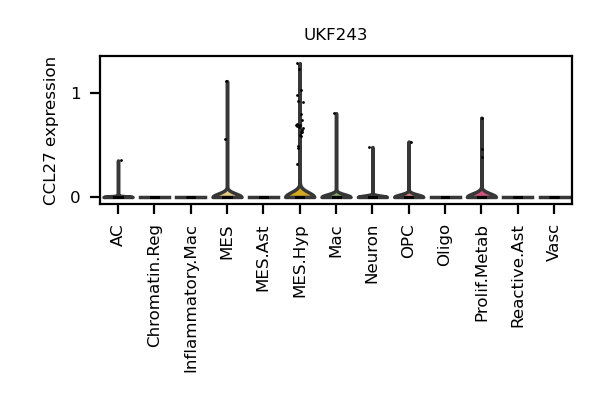 UKF243
CCL27 expression
1
0
AC
Chromatin.Reg
Inflammatory.Mac
MES
MES.Ast
MES.Hyp
Mac
Neuron
OPC
Oligo
Prolif.Metab
Reactive.Ast
Vasc